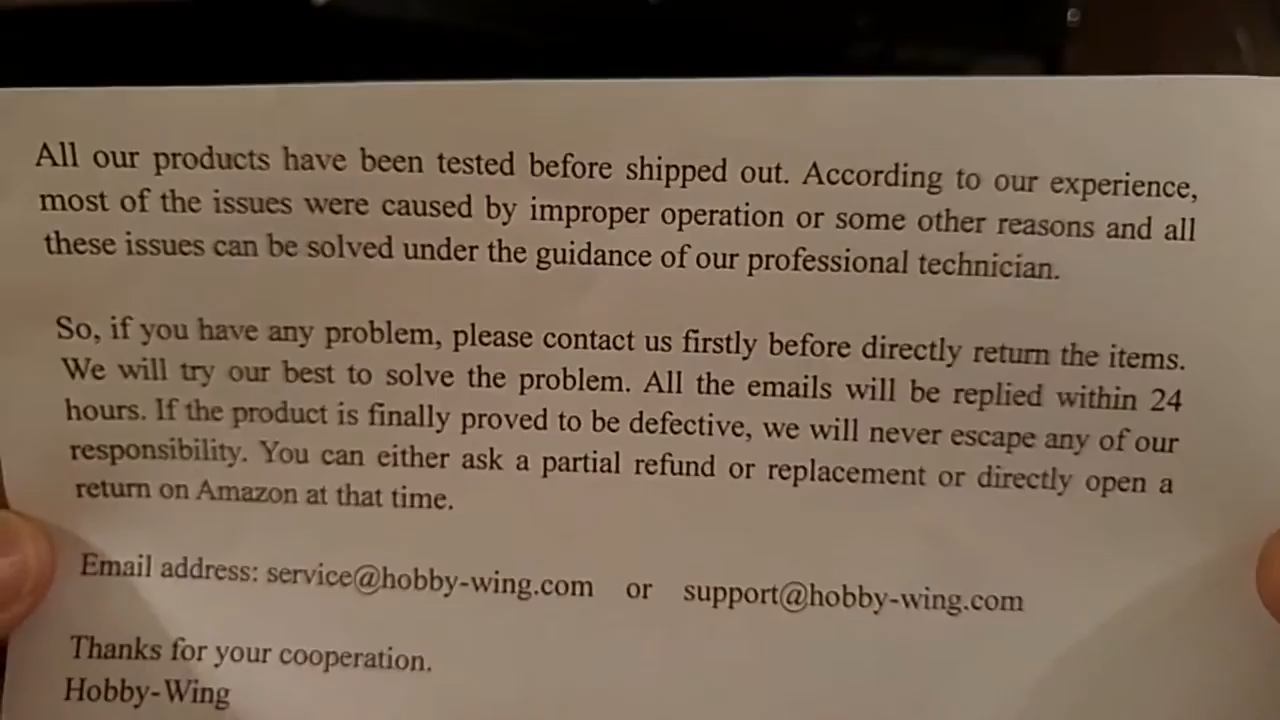 All our products have been tested before shipped out. According to our experience,
most of the issues were caused by improper operation or some other reasons and all
these issues can be solved under the guidance of our professional technician.
So, if you have any problem, please contact us firstly before directly return the items.
We will try our best to solve the problem. All the emails will be replied within 24
hours. If the product is finally proved to be defective, we will never escape any of our
responsibility. You can either ask a partial refund or replacement or directly open a
return on Amazon at that time.
Email address: service@hobby-wing.com or support@hobby-wing.com
Thanks for your cooperation.
Hobby-Wing